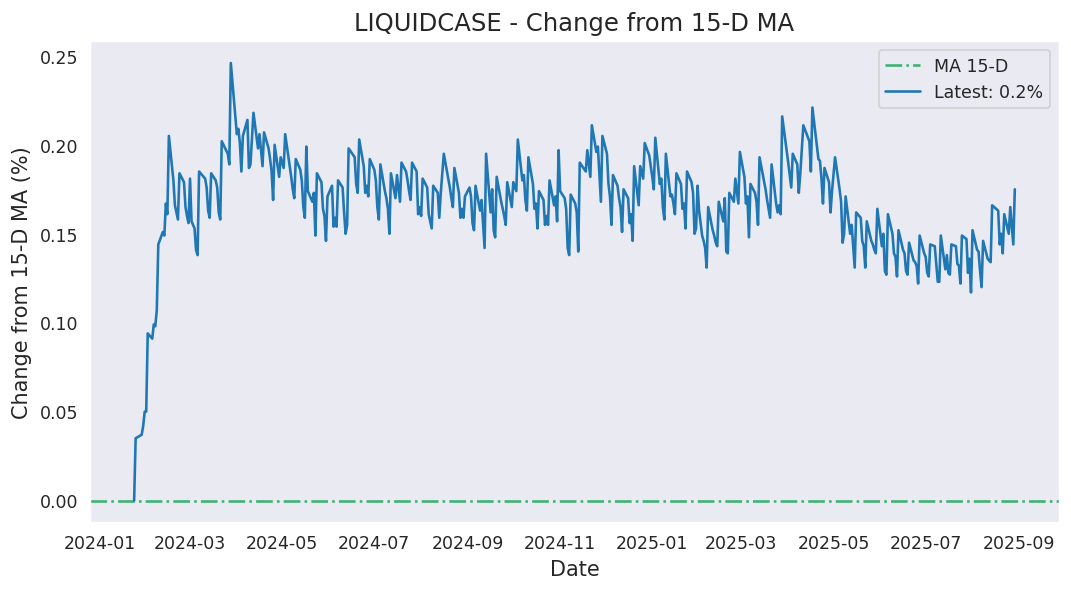 LIQUIDCASE - Change from 15-D MA
Change from 15-D MA (%)
0.25
0.20
0.15
0.10
0.05
0.00
MA 15-D
Latest: 0.2%
2024-01 2024-03 2024-05 2024-07 2024-09 2024-11 2025-01 2025-03 2025-05 2025-07 2025-09
Date